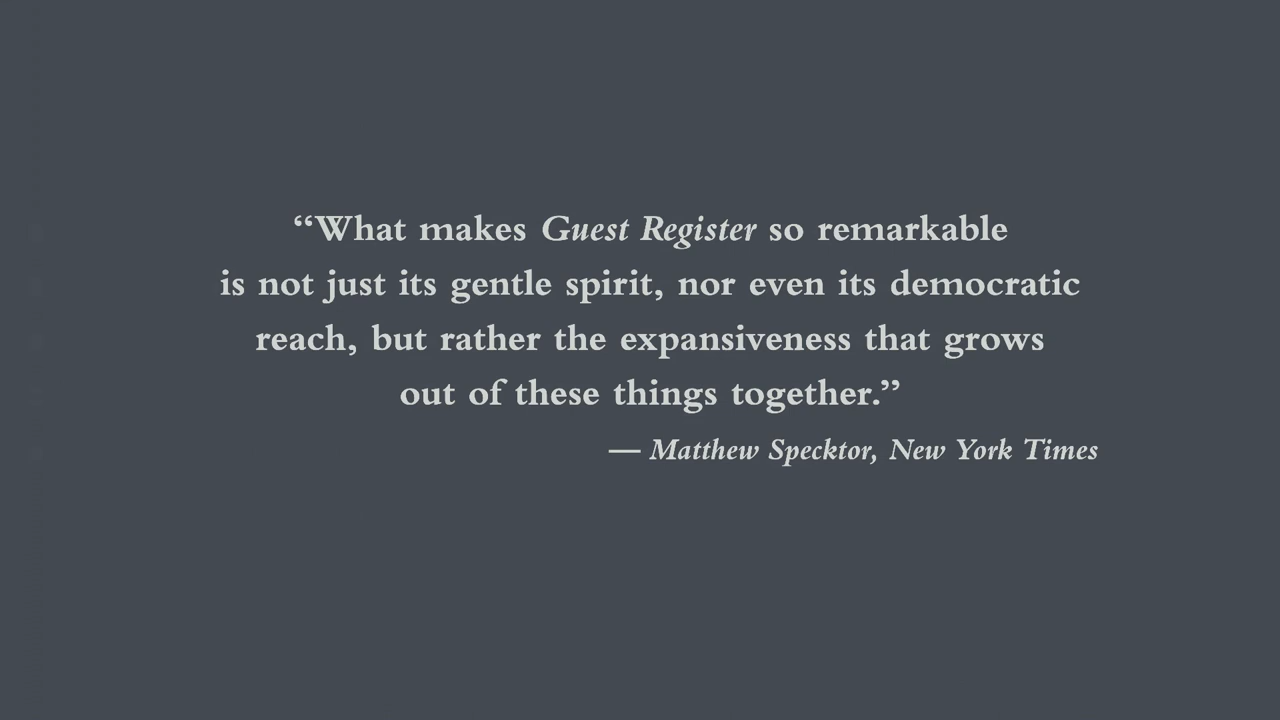 “What makes Guest Register so remarkable
is not just its gentle spirit, nor even its democratic
reach, but rather the expansiveness that grows
out of these things together.”
— Matthew Specktor, New York Times